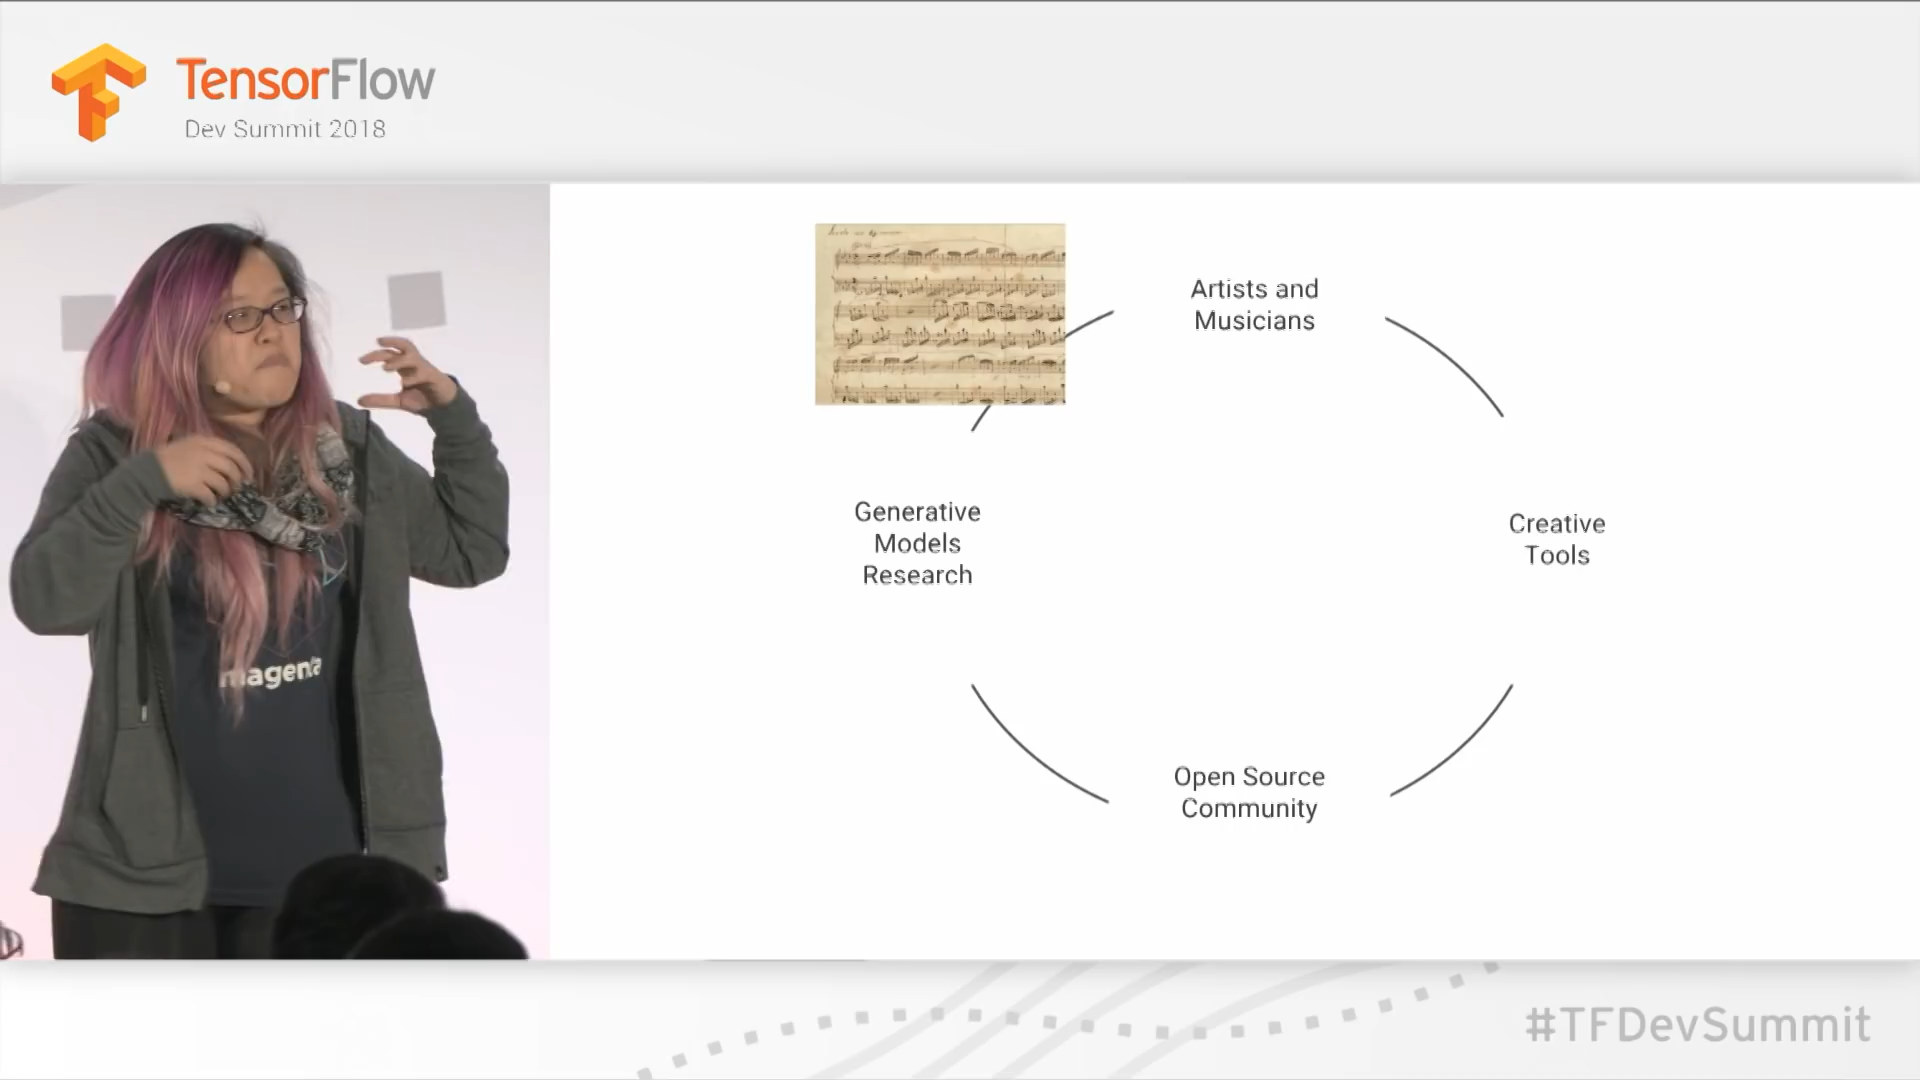 TensorFlow
Dev Summit 2018
Artists and
Musicians
Generative
Models
Research
Creative
Tools
Open Source
Community
magenta
#TFDevSummit